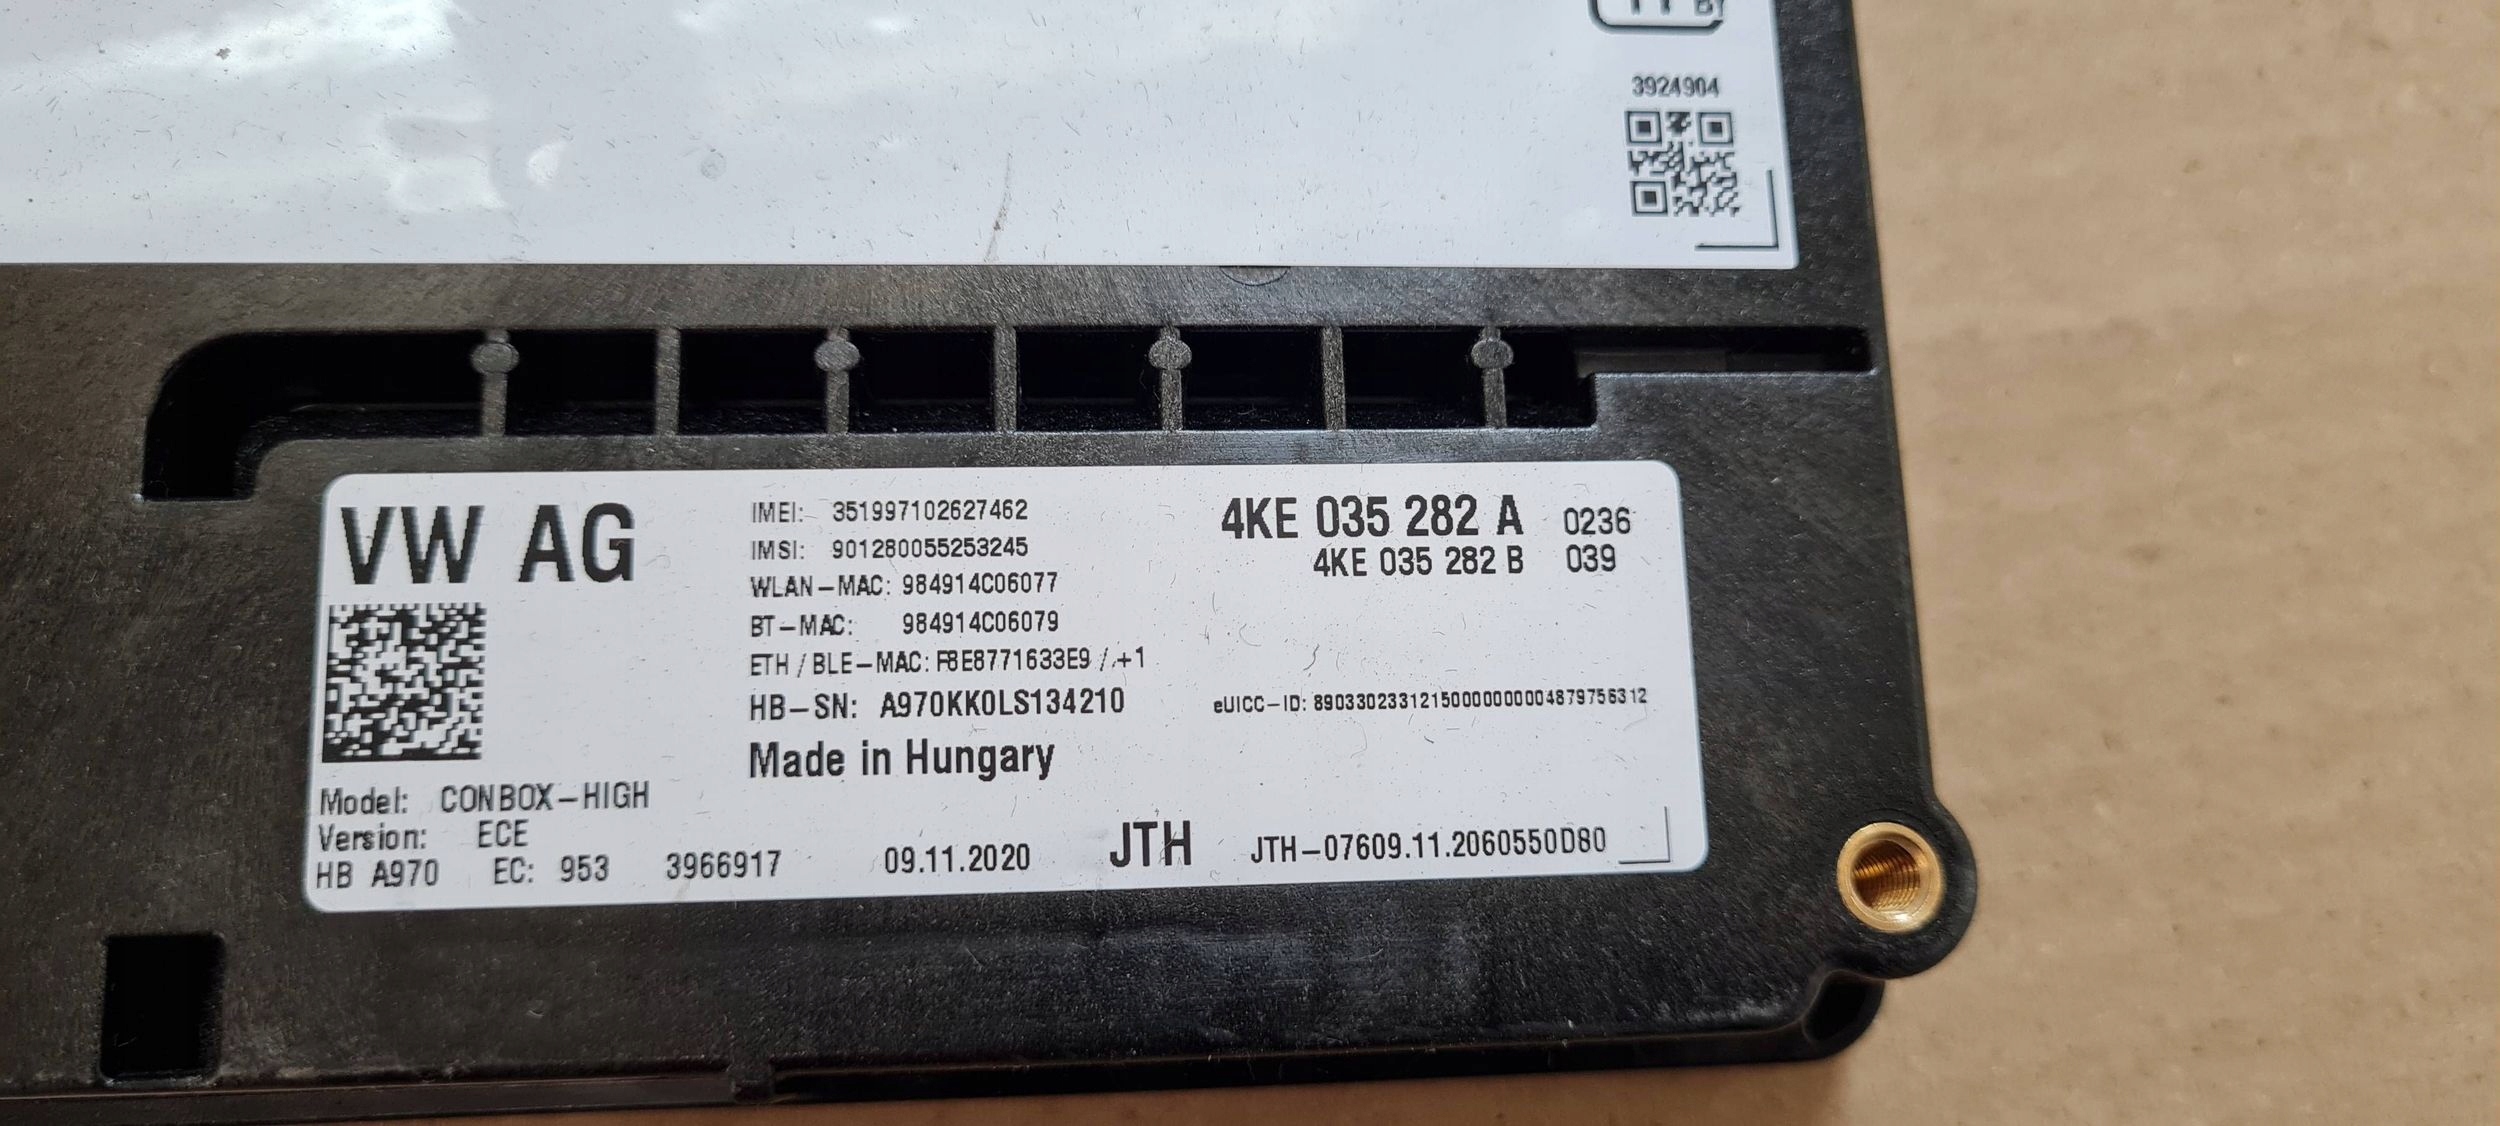 BY
3924904
VW AG
IMEI: 351997102627462
IMSI: 901280055253245
WLAN-MAC: 984914C06077
BT-MAC: 984914C06079
ETH / BLE-MAC: F8E8771633E9 / +1
HB-SN: A970KK0LS134210
Made in Hungary
4KE 035 282 A 0236
4KE 035 282 B 039
eUICC-ID: 89033023312150000000004879756312
Model: CONBOX-HIGH
Version: ECE
HB A970 EC: 953 3966917 09.11.2020 JTH JTH-07609.11.2060550D80